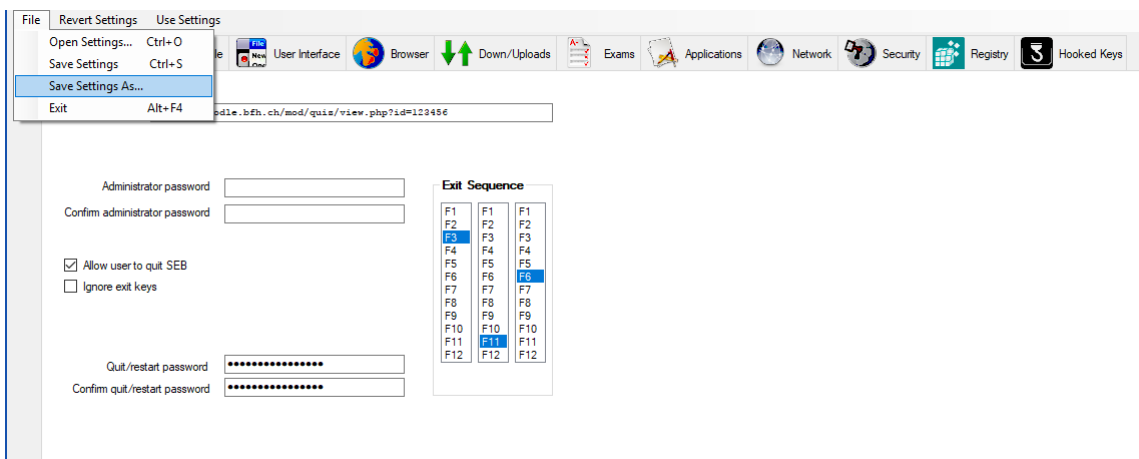 File Revert Settings Use Settings
Open Settings... Ctrl+O
Save Settings Ctrl+S
Save Settings As...
Exit Alt+F4
le User Interface Browser Down/Uploads Exams Applications Network Security Registry Hooked Keys
File
New
A-
odle.bfh.ch/mod/quiz/view.php?id=123456
Administrator password
Confirm administrator password
Allow user to quit SEB
Ignore exit keys
Quit/restart password ••••••••••••••••
Confirm quit/restart password ••••••••••••••••
Exit Sequence
F1 F1 F1
F2 F2 F2
F3 F3 F3
F4 F4 F4
F5 F5 F5
F6 F6 F6
F7 F7 F7
F8 F8 F8
F9 F9 F9
F10 F10 F10
F11 F11 F11
F12 F12 F12